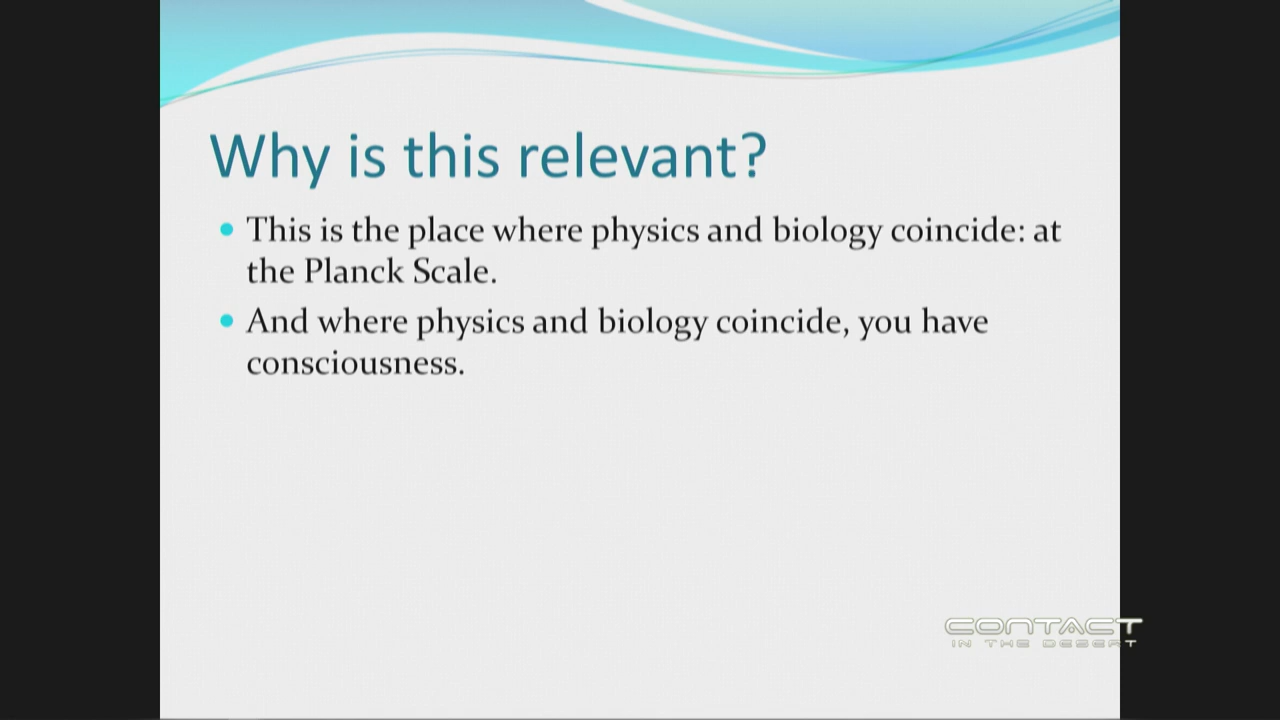 Why is this relevant?
• This is the place where physics and biology coincide: at
the Planck Scale.
• And where physics and biology coincide, you have
consciousness.
CONTACT
IN THE DESERT